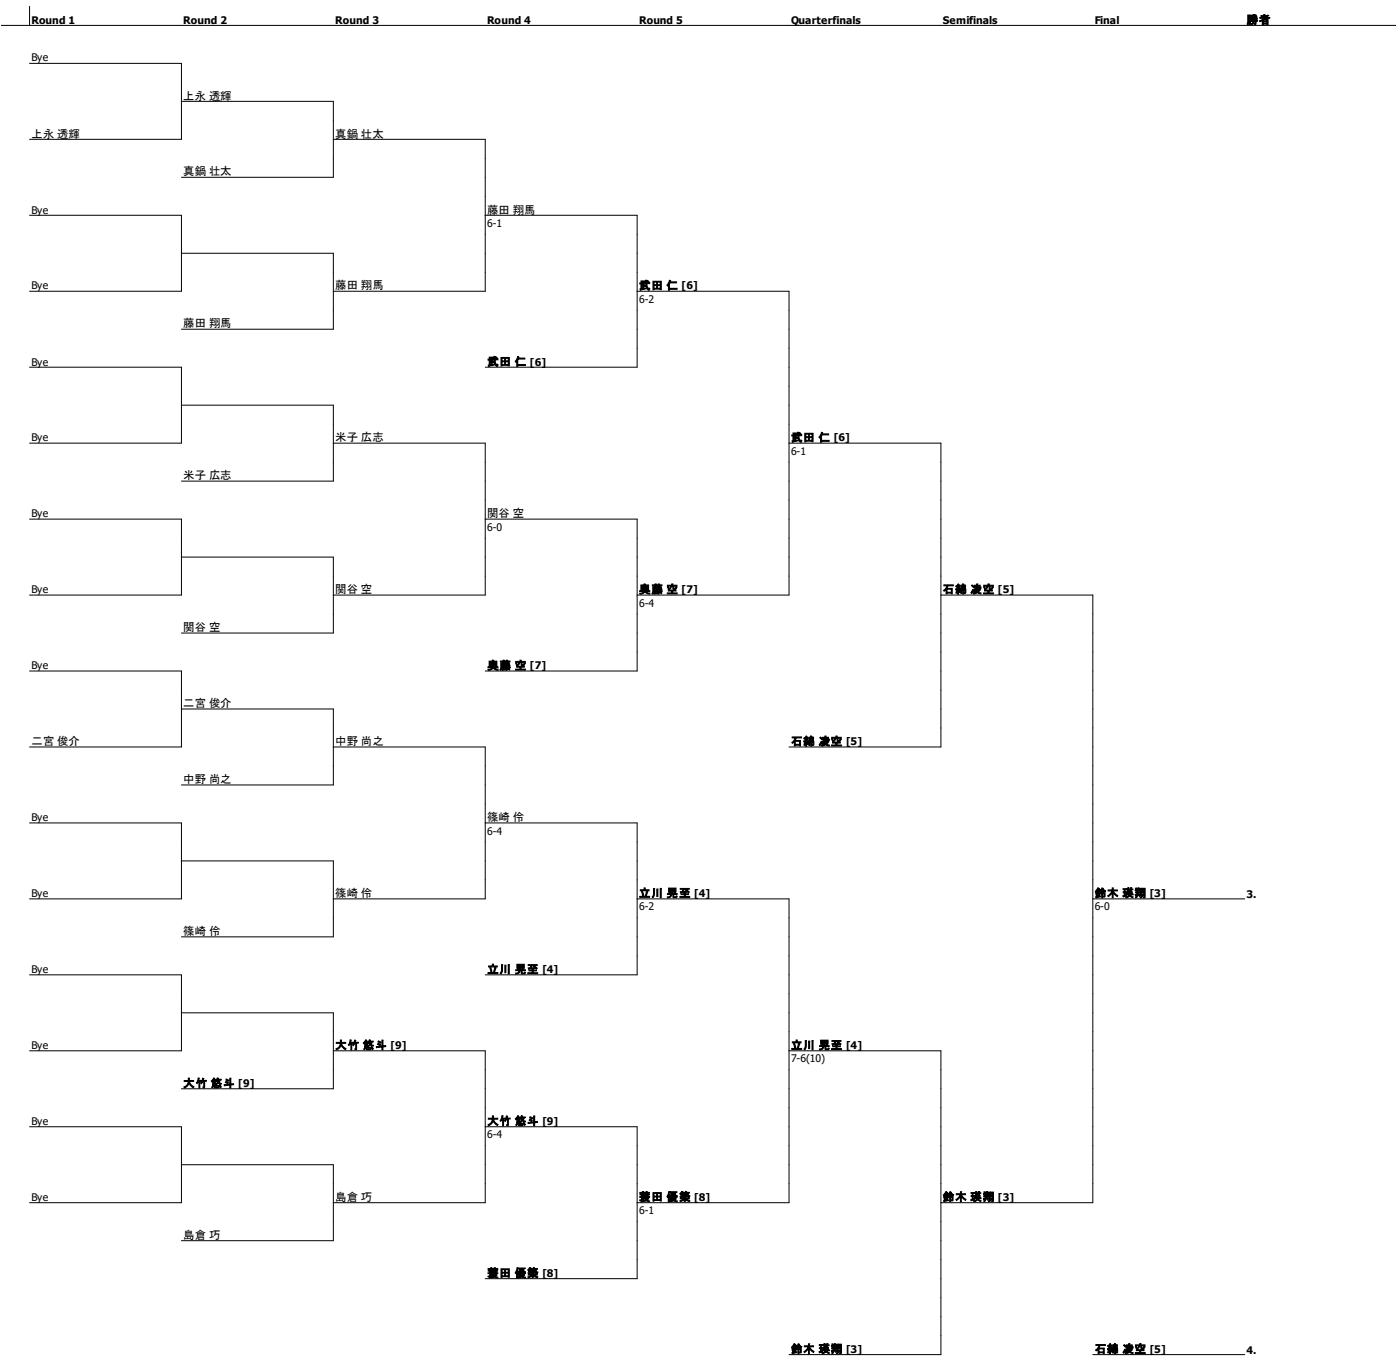 Round 1 Round 2 Round 3 Round 4 Round 5 Quarterfinals Semifinals Final 勝者
Bye
上永 透輝
上永 透輝 真鍋 壮太
真鍋 壮太
Bye 藤田 翔馬
6-1
Bye 藤田 翔馬 武田 仁 [6]
6-2
藤田 翔馬
Bye 武田 仁 [6]
Bye 米子 広志 武田 仁 [6]
6-1
米子 広志
Bye 関谷 空
6-0
Bye 関谷 空 奥藤 空 [7] 石綿 凌空 [5]
6-4
関谷 空
Bye 奥藤 空 [7]
二宮 俊介
二宮 俊介 中野 尚之 石綿 凌空 [5]
中野 尚之
Bye 篠崎 伶
6-4
Bye 篠崎 伶 立川 晃至 [4] 鈴木 瑛翔 [3] 3.
6-2 6-0
篠崎 伶
Bye 立川 晃至 [4]
Bye 大竹 悠斗 [9] 立川 晃至 [4]
7-6(10)
大竹 悠斗 [9]
Bye 大竹 悠斗 [9]
6-4
Bye 島倉 巧 田 優築 [8] 鈴木 瑛翔 [3]
6-1
島倉 巧
田 優築 [8]
鈴木 瑛翔 [3] 石綿 凌空 [5] 4.